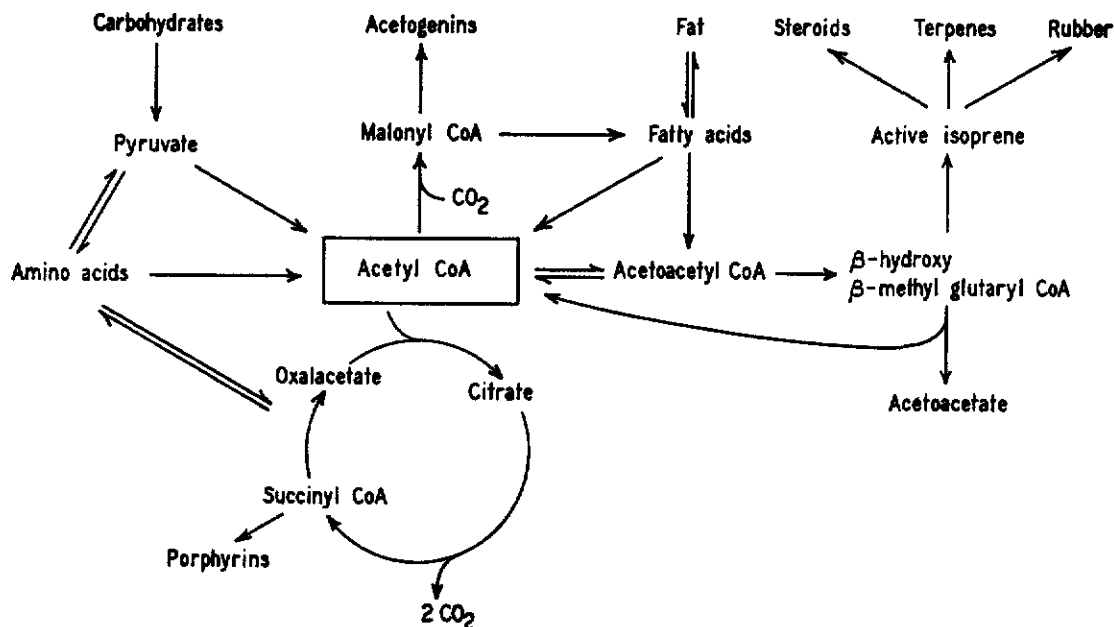 Carbohydrates
Acetogenins
Fat
Steroids
Terpenes
Rubber
Pyruvate
Malonyl CoA
Fatty acids
Active isoprene
CO2
Amino acids
Acetyl CoA
Acetoacetyl CoA
β-hydroxy
β-methyl glutaryl CoA
Oxalacetate
Citrate
Acetoacetate
Succinyl CoA
Porphyrins
2 CO2